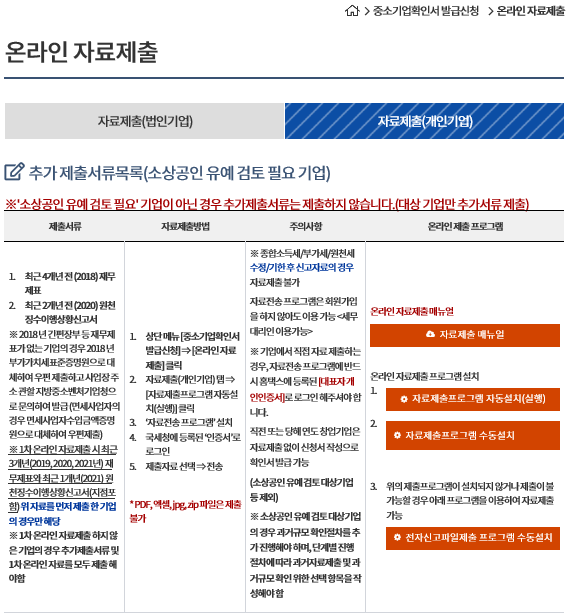 > 중소기업확인서 발급신청 > 온라인 자료제출
온라인 자료제출
자료제출(법인기업)
자료제출(개인기업)
추가 제출서류목록(소상공인 유예 검토 필요 기업)
※'소상공인 유예 검토 필요' 기업이 아닌 경우 추가제출서류는 제출하지 않습니다.(대상 기업만 추가서류 제출)
제출서류
자료제출방법
주의사항
온라인 제출 프로그램
1. 최근 4개년 전 (2018) 재무
제표
2. 최근 2개년 전 (2020) 원천
징수이행상황신고서
※ 2018년 간편장부 등 재무제
표가 없는 기업의 경우 2018년
부가가치세표준증명원으로 대
체하여 우편 제출하고 사업장 주
소 관할 지방중소벤처기업청으
로 문의하여 발급 (면세사업자의
경우 면세사업자수입금액증명
원으로 대체하여 우편제출)
※ 1차 온라인 자료제출 시 최근
3개년(2019, 2020, 2021년) 재
무제표와 최근 1개년(2021) 원
천징수이행상황신고서(지점포
함) 위 자료를 먼저 제출 한 기업
의 경우만 해당
※ 1차 온라인 자료제출 하지 않
은 기업의 경우 추가제출서류 및
1차 온라인 자료를 모두 제출 해
야함
1. 상단 메뉴 [중소기업확인서
발급신청] ⇒ [온라인 자료
제출] 클릭
2. 자료제출(개인기업) 탭 ⇒
[자료제출프로그램 자동설
치(실행)] 클릭
3. '자료전송 프로그램' 설치
4. 국세청에 등록된 '인증서'로
로그인
5. 제출자료 선택 ⇒ 전송
* PDF, 엑셀, jpg, zip 파일은 제출
불가
※ 종합소득세/부가세/원천세
수정/기한 후 신고자료의 경우
자료제출 불가
자료전송 프로그램은 회원가입
을 하지 않아도 이용 가능 <세무
대리인 이용가능>
※ 기업에서 직접 자료 제출하는
경우, 자료전송 프로그램에 반드
시 홈택스에 등록된 [대표자 개
인인증서]로 로그인 해주셔야 합
니다.
직전 또는 당해 연도 창업기업은
자료제출 없이 신청서 작성으로
확인서 발급 가능
(소상공인 유예 검토 대상기업
등 제외)
※ 소상공인 유예 검토 대상기업
의 경우 과거규모 확인절차를 추
가 진행해야 하며, 단계별 진행
절차에 따라 과거자료제출 및 과
거규모 확인 위한 선택 항목을 작
성해야 함
온라인 자료제출 메뉴얼
자료제출 메뉴얼
온라인 자료제출 프로그램 설치
1. 자료제출프로그램 자동설치(실행)
2. 자료제출프로그램 수동설치
3. 위의 제출프로그램이 설치되지 않거나 제출이 불
가능할 경우 아래 프로그램을 이용하여 자료제출
가능
전자신고파일제출 프로그램 수동설치